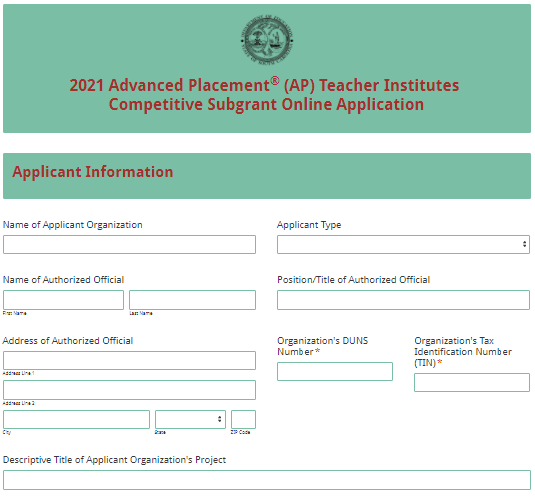 2021 Advanced Placement® (AP) Teacher Institutes
Competitive Subgrant Online Application
Applicant Information
Name of Applicant Organization
Applicant Type
Name of Authorized Official
First Name
Last Name
Position/Title of Authorized Official
Address of Authorized Official
Address Line 1
Address Line 2
City
State
ZIP Code
Organization's DUNS
Number*
Organization's Tax
Identification Number
(TIN)*
Descriptive Title of Applicant Organization's Project